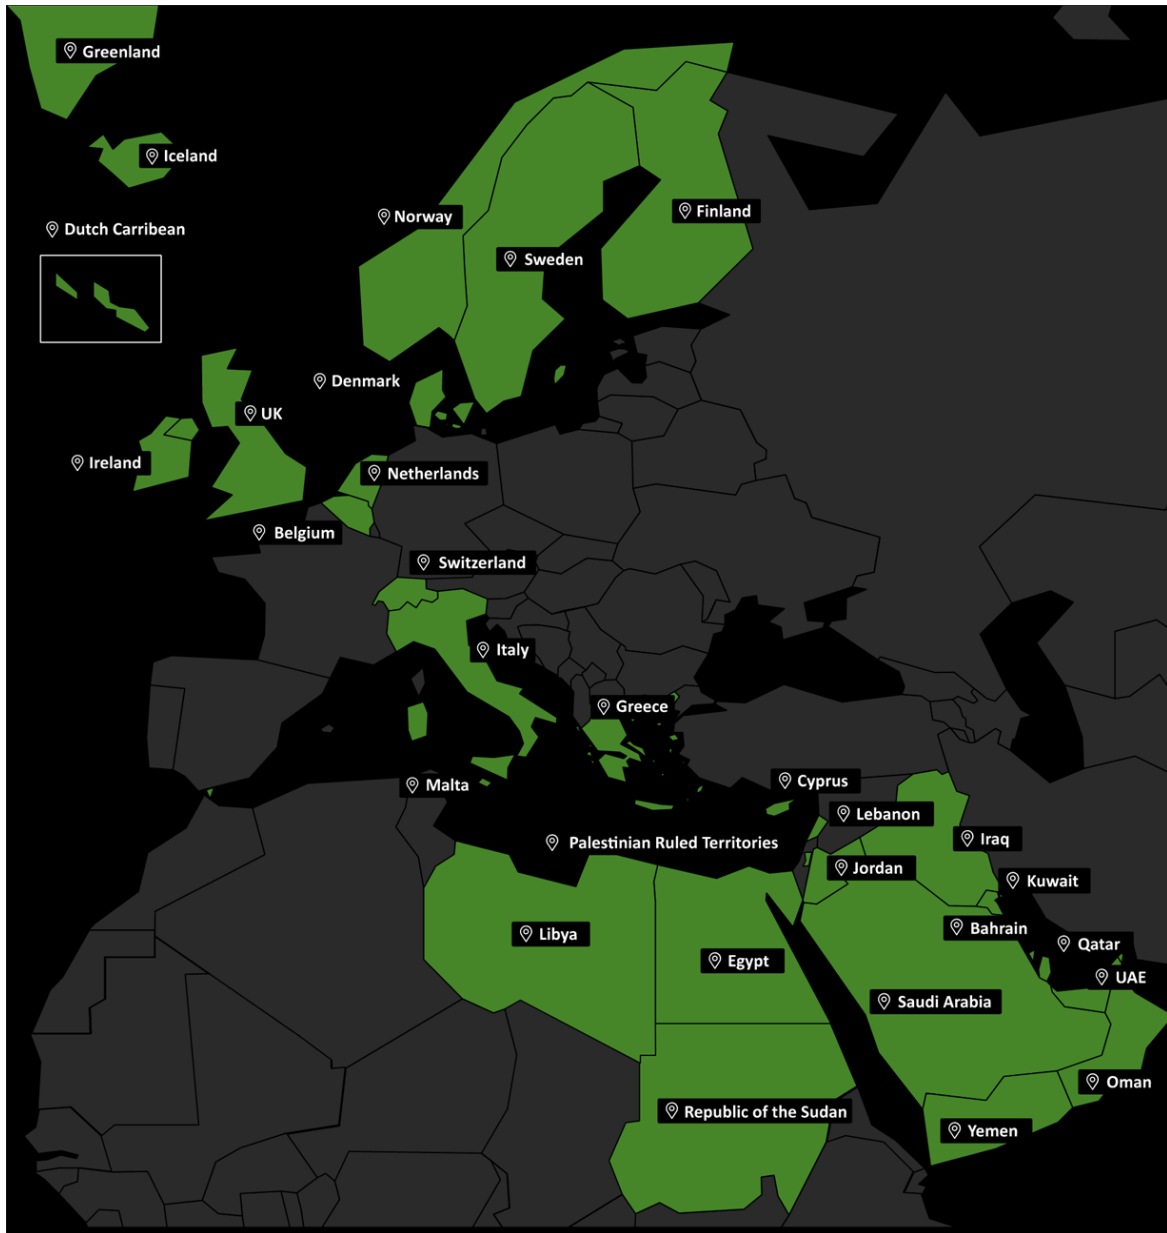 Greenland
Iceland
Dutch Carribean
Norway
Finland
Sweden
Denmark
UK
Ireland
Netherlands
Belgium
Switzerland
Italy
Greece
Malta
Cyprus
Lebanon
Palestinian Ruled Territories
Iraq
Jordan
Kuwait
Bahrain
Libya
Qatar
Egypt
UAE
Saudi Arabia
Oman
Republic of the Sudan
Yemen